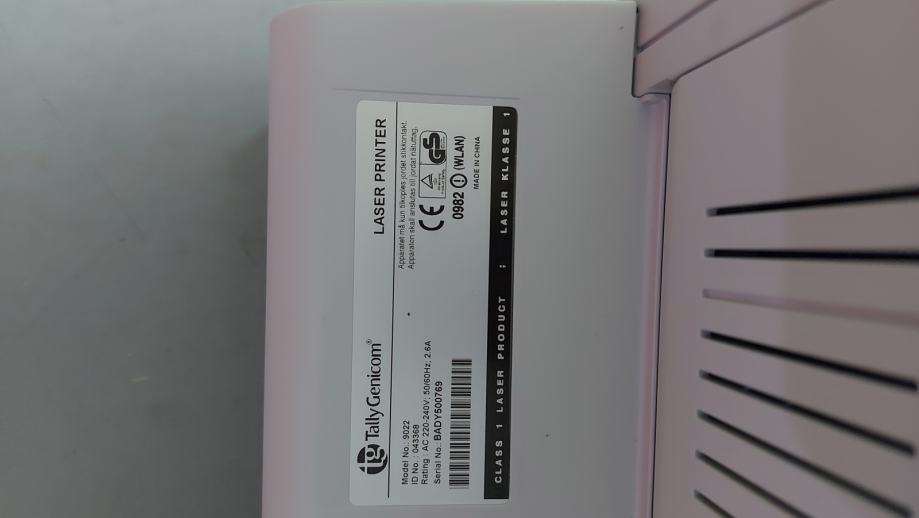 TallyGenicom® LASER PRINTER
Model No.: 9022
ID No. : 043368
Rating : AC 220-240V; 50/60Hz; 2.6A
Serial No.: BADY500769
Apparatet må kun tilkoples jordet stikkontakt.
Apparaten skall anslutas till jordat nätuttag.
CE
GS
0982 (WLAN)
MADE IN CHINA
CLASS 1 LASER PRODUCT ; LASER KLASSE 1